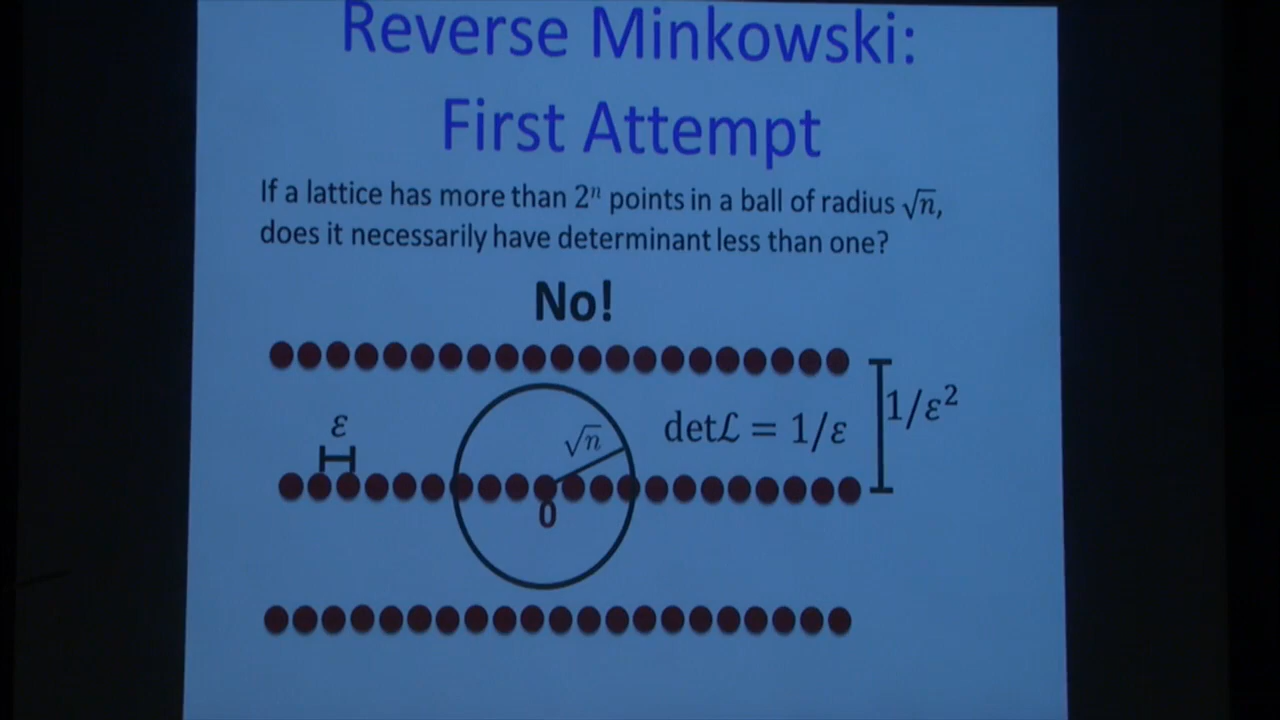 Reverse Minkowski:
First Attempt
If a lattice has more than 2ⁿ points in a ball of radius √n,
does it necessarily have determinant less than one?
No!
ε
√n
detℒ = 1/ε
1/ε²
0